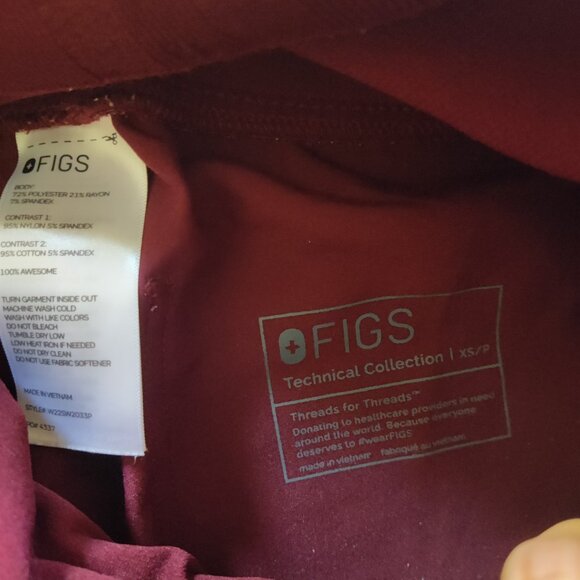 FIGS
BODY:
72% POLYESTER 21% RAYON
7% SPANDEX
CONTRAST 1:
95% NYLON 5% SPANDEX
CONTRAST 2:
95% COTTON 5% SPANDEX
100% AWESOME
TURN GARMENT INSIDE OUT
MACHINE WASH COLD
WASH WITH LIKE COLORS
DO NOT BLEACH
TUMBLE DRY LOW
LOW HEAT IRON IF NEEDED
DO NOT DRY CLEAN
DO NOT USE FABRIC SOFTENER
MADE IN VIETNAM
STYLE# W22SW2033P
PO# 4337
FIGS
Technical Collection | XS/P
Threads for Threads™
Donating to healthcare providers in need
around the world. Because everyone
deserves to #wearFIGS
made in vietnam fabriqué au vietnam